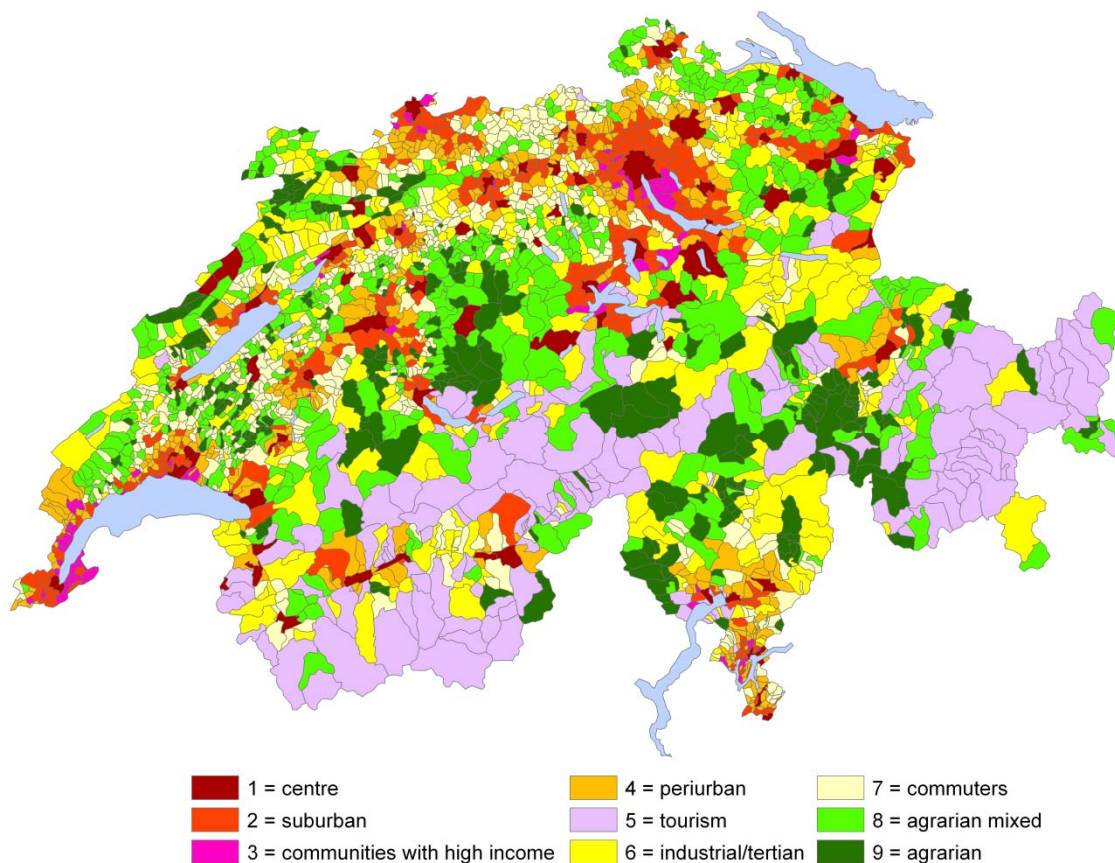 1 = centre
2 = suburban
3 = communities with high income
4 = periurban
5 = tourism
6 = industrial/tertian
7 = commuters
8 = agrarian mixed
9 = agrarian